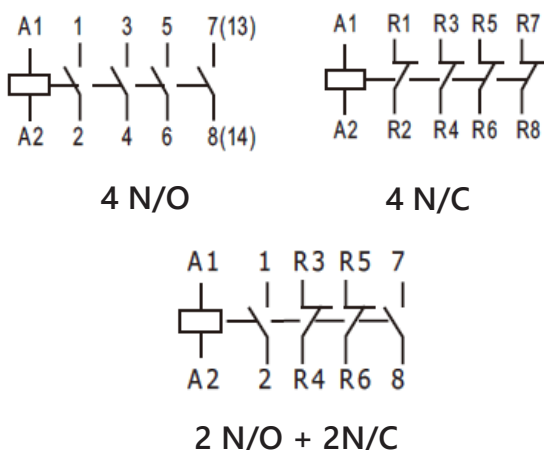 A1 1 3 5 7(13)
A2 2 4 6 8(14)
4 N/O
A1 R1 R3 R5 R7
A2 R2 R4 R6 R8
4 N/C
A1 1 R3 R5 7
A2 2 R4 R6 8
2 N/O + 2N/C